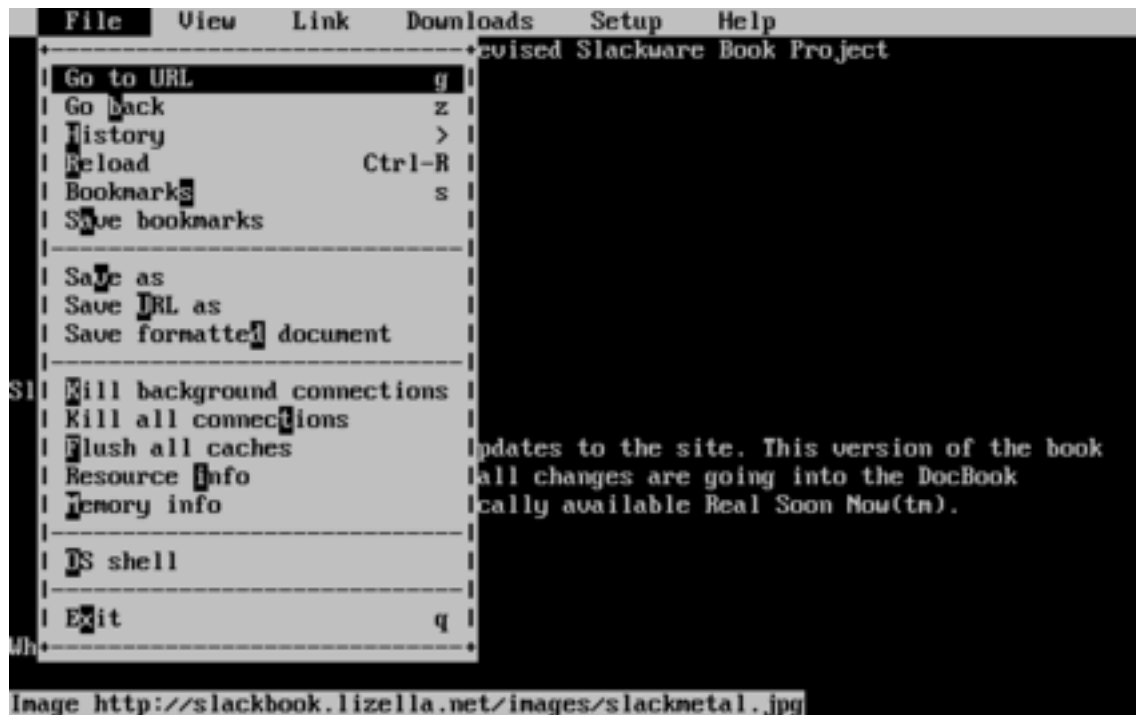 File View Link Downloads Setup Help
evised Slackware Book Project
Go to URL g
Go back z
History >
Reload Ctrl-R
Bookmarks s
Save bookmarks
Save as
Save URL as
Save formatted document
Sl
Kill background connections
Kill all connections
Flush all caches
pdates to the site. This version of the book
Resource info
all changes are going into the DocBook
Memory info
cally available Real Soon Now(tm).
OS shell
Exit q
Wh
Image http://slackbook.lizella.net/images/slackmetal.jpg